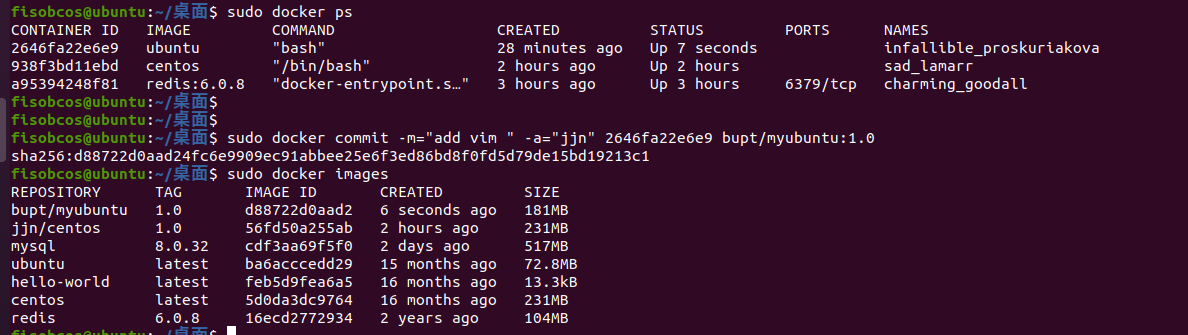 fisobcos@ubuntu:~/桌面$ sudo docker ps
CONTAINER ID   IMAGE         COMMAND                  CREATED          STATUS         PORTS      NAMES
2646fa22e6e9   ubuntu        "bash"                   28 minutes ago   Up 7 seconds              infallible_proskuriakova
938f3bd11ebd   centos        "/bin/bash"              2 hours ago      Up 2 hours                sad_lamarr
a95394248f81   redis:6.0.8   "docker-entrypoint.s…"   3 hours ago      Up 3 hours     6379/tcp   charming_goodall
fisobcos@ubuntu:~/桌面$
fisobcos@ubuntu:~/桌面$
fisobcos@ubuntu:~/桌面$ sudo docker commit -m="add vim " -a="jjn" 2646fa22e6e9 bupt/myubuntu:1.0
sha256:d88722d0aad24fc6e9909ec91abbee25e6f3ed86bd8f0fd5d79de15bd19213c1
fisobcos@ubuntu:~/桌面$ sudo docker images
REPOSITORY      TAG       IMAGE ID       CREATED         SIZE
bupt/myubuntu   1.0       d88722d0aad2   6 seconds ago   181MB
jjn/centos      1.0       56fd50a255ab   2 hours ago     231MB
mysql           8.0.32    cdf3aa69f5f0   2 days ago      517MB
ubuntu          latest    ba6acccedd29   15 months ago   72.8MB
hello-world     latest    feb5d9fea6a5   16 months ago   13.3kB
centos          latest    5d0da3dc9764   16 months ago   231MB
redis           6.0.8     16ecd2772934   2 years ago     104MB
fisobcos@ubuntu:~/桌面$